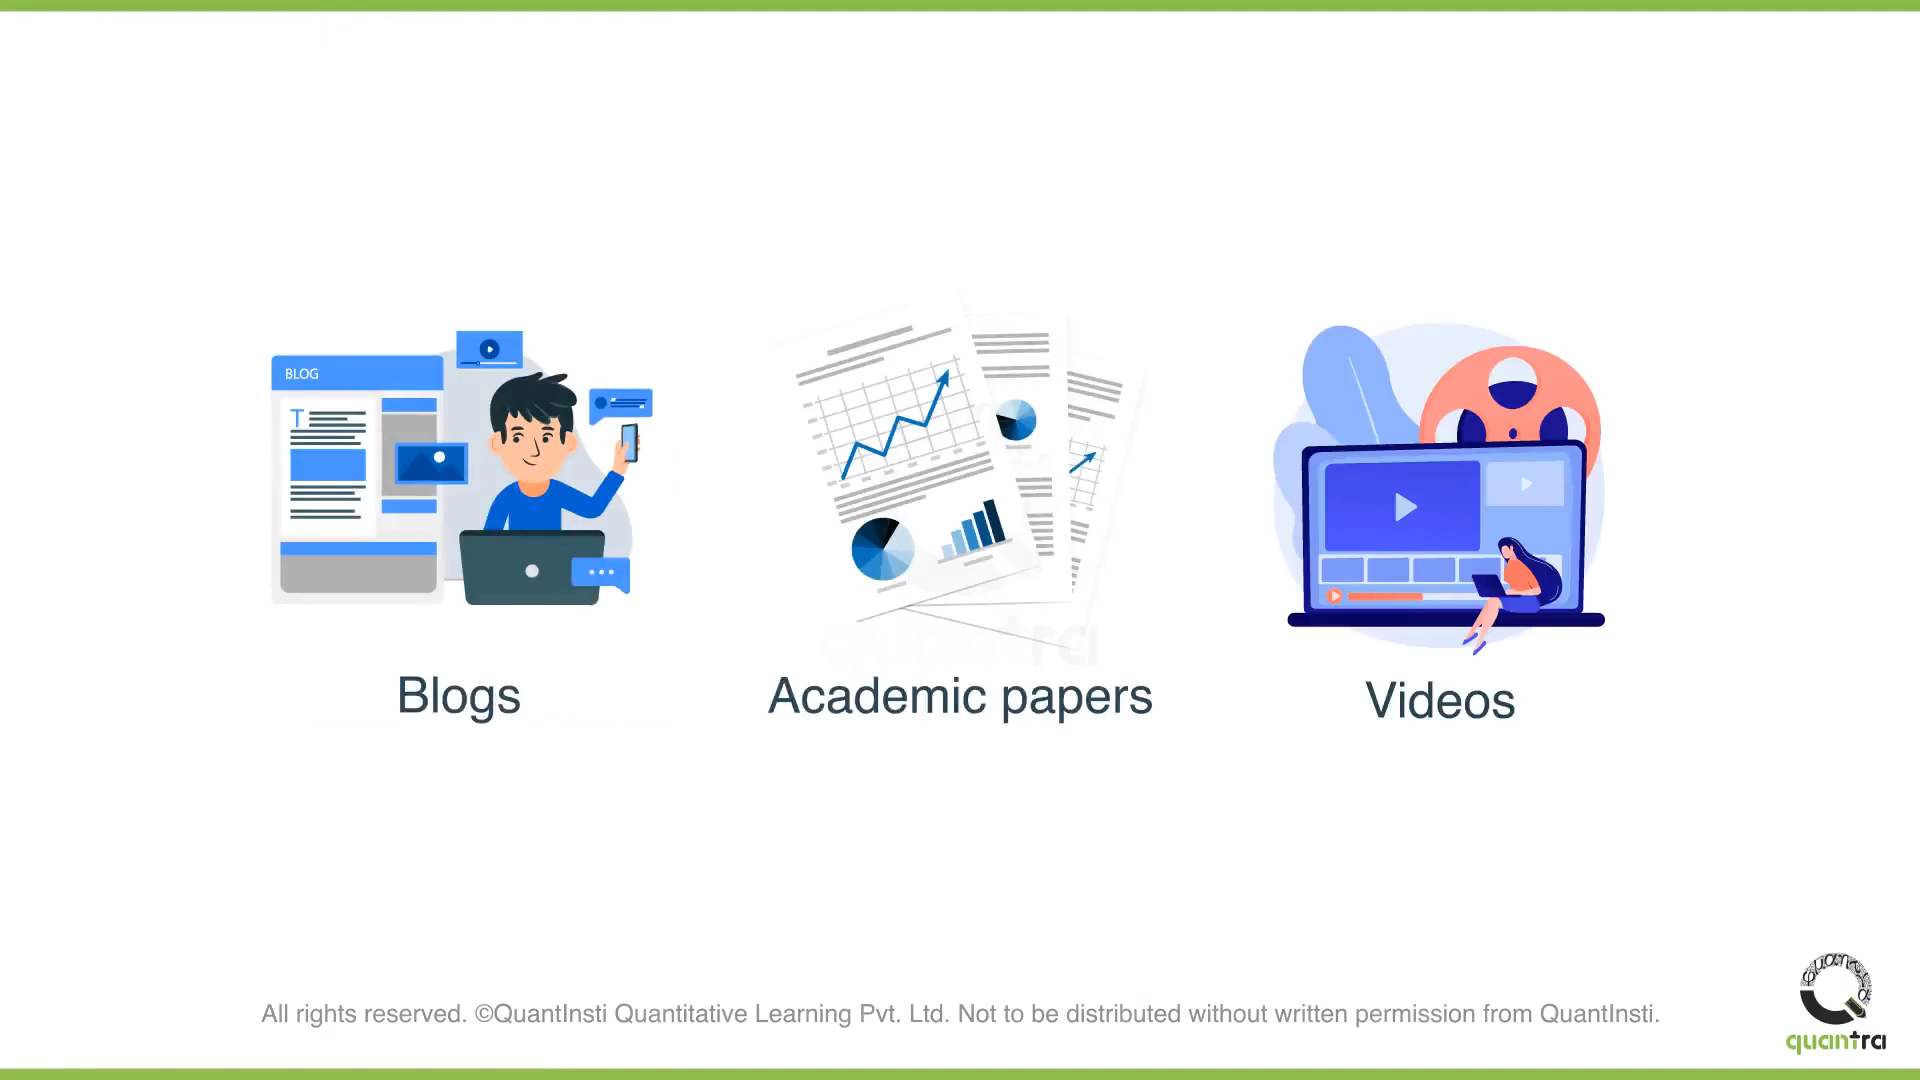 BLOG
T
Blogs
Academic papers
Videos
quantra
All rights reserved. ©QuantInsti Quantitative Learning Pvt. Ltd. Not to be distributed without written permission from QuantInsti.
quantra